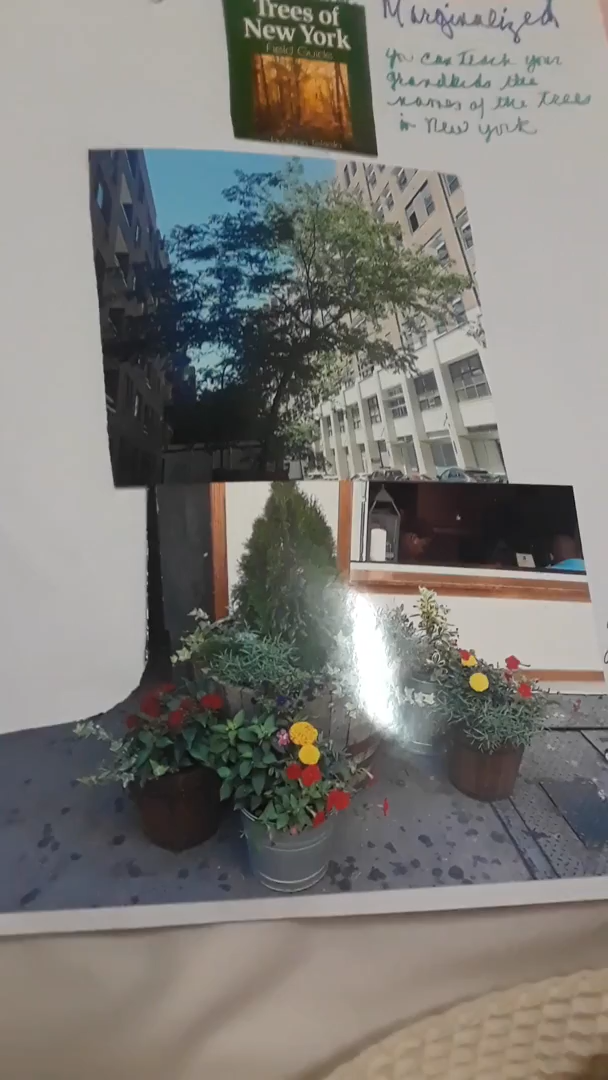 Trees of
New York
Field Guide
Marginalized
you can teach your
grandkids the
names of the trees
in New York